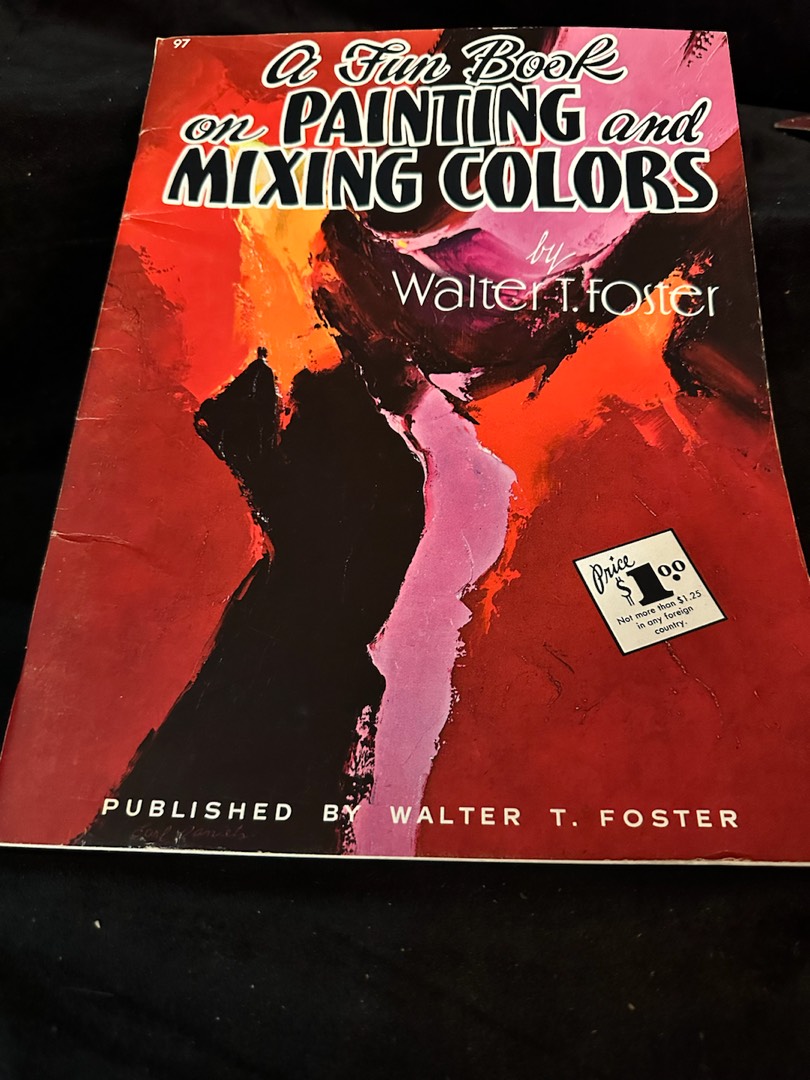 97
A Fun Book
on PAINTING and
MIXING COLORS
by
Walter T. Foster
Price
$1.00
Not more than $1.25
in any foreign
country.
PUBLISHED BY WALTER T. FOSTER